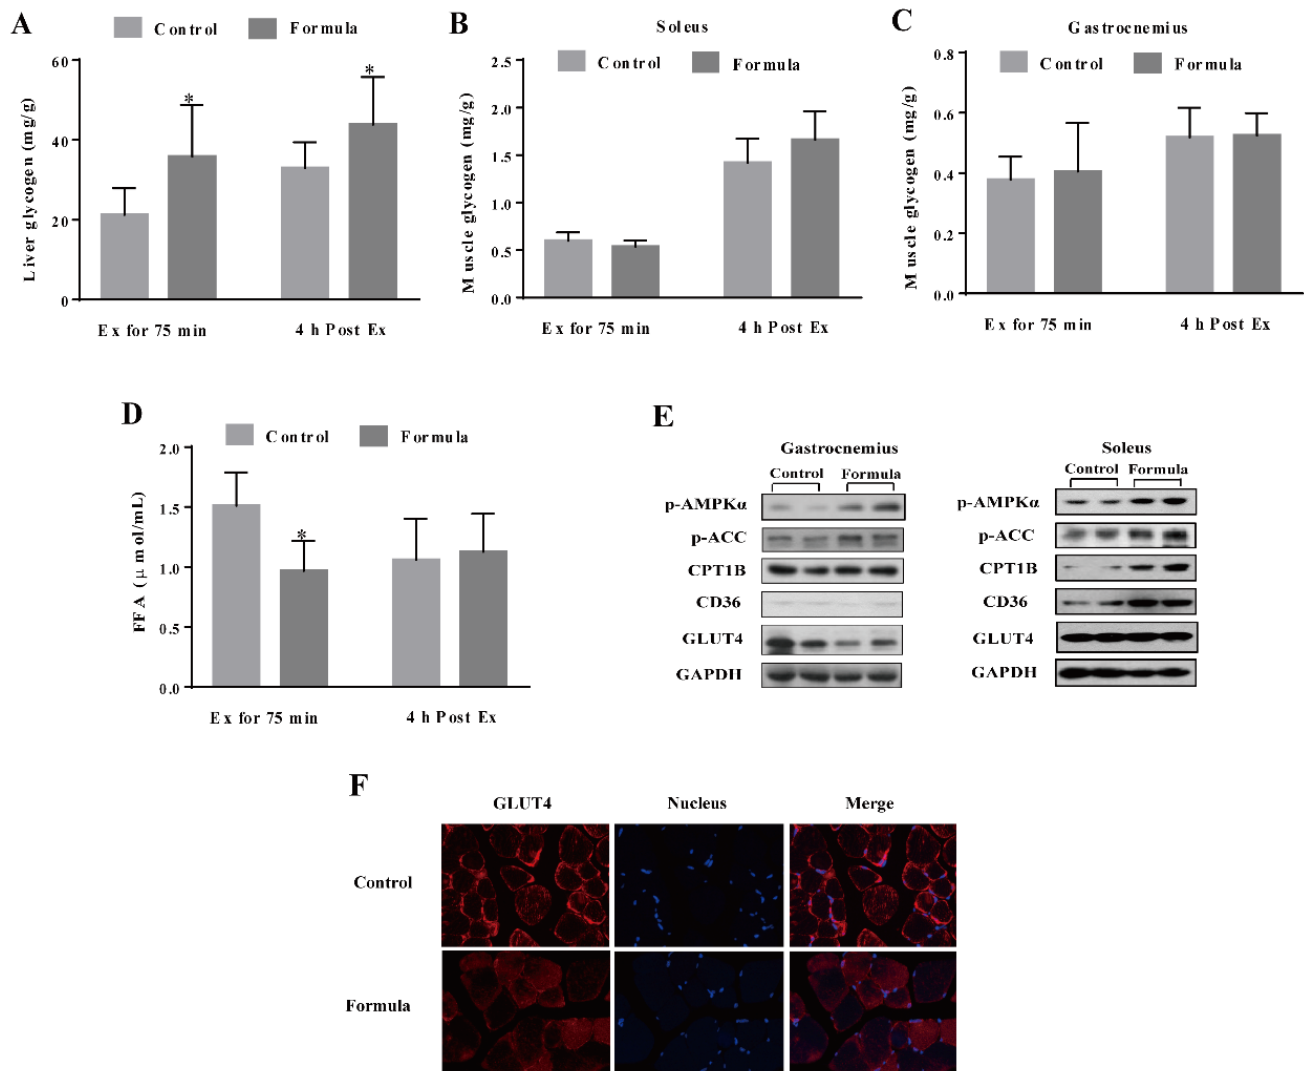 A
Control Formula
Liver glycogen (mg/g)
60
40
20
0
* *
Ex for 75 min 4 h Post Ex
B
Soleus
Control Formula
Muscle glycogen (mg/g)
2.5
2.0
1.5
1.0
0.5
0.0
Ex for 75 min 4 h Post Ex
C
Gastrocnemius
Control Formula
Muscle glycogen (mg/g)
0.8
0.6
0.4
0.2
0.0
Ex for 75 min 4 h Post Ex
D
Control Formula
FFA (μ mol/mL)
2.0
1.5
1.0
0.5
0.0
*
Ex for 75 min 4 h Post Ex
E
Gastrocnemius
Control Formula
p-AMPKα
p-ACC
CPT1B
CD36
GLUT4
GAPDH
Soleus
Control Formula
p-AMPKα
p-ACC
CPT1B
CD36
GLUT4
GAPDH
F
GLUT4 Nucleus Merge
Control
Formula